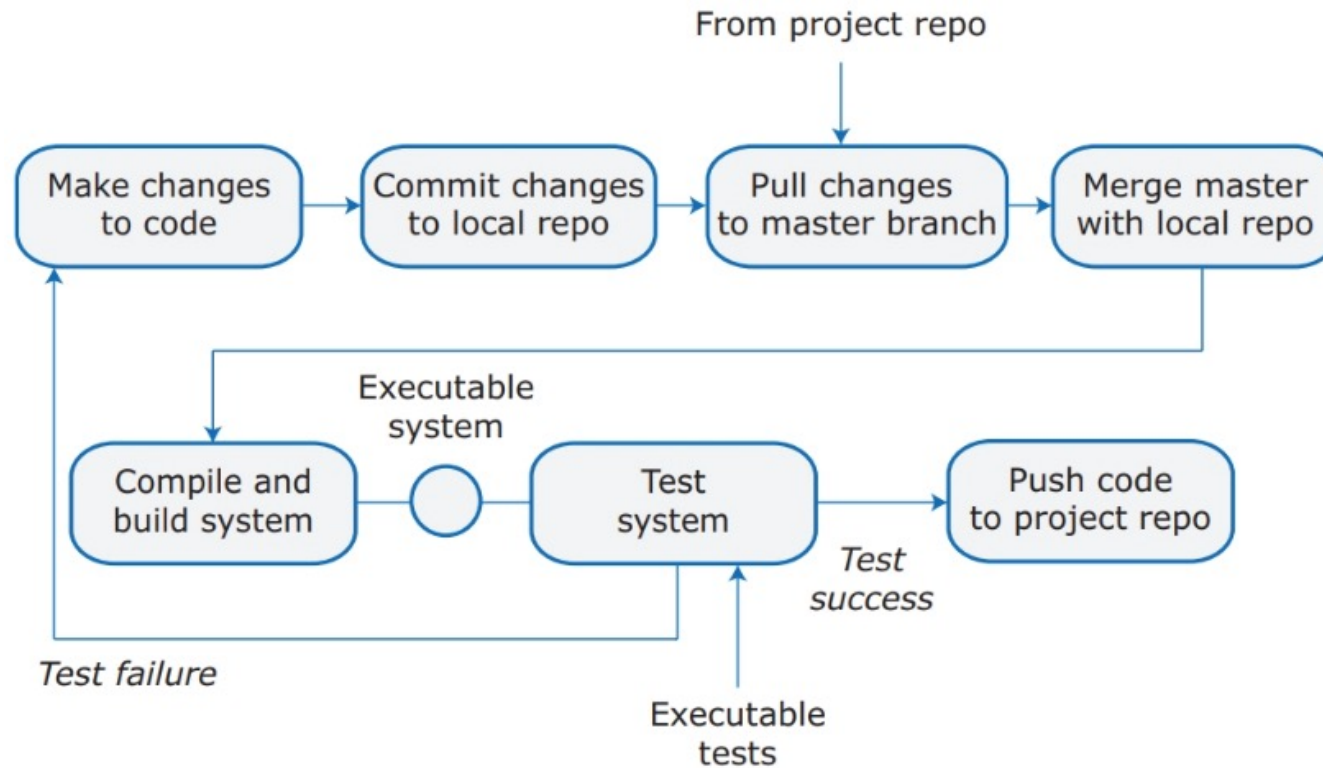 From project repo
Make changes
to code
Commit changes
to local repo
Pull changes
to master branch
Merge master
with local repo
Executable
system
Compile and
build system
Test
system
Push code
to project repo
Test
success
Test failure
Executable
tests